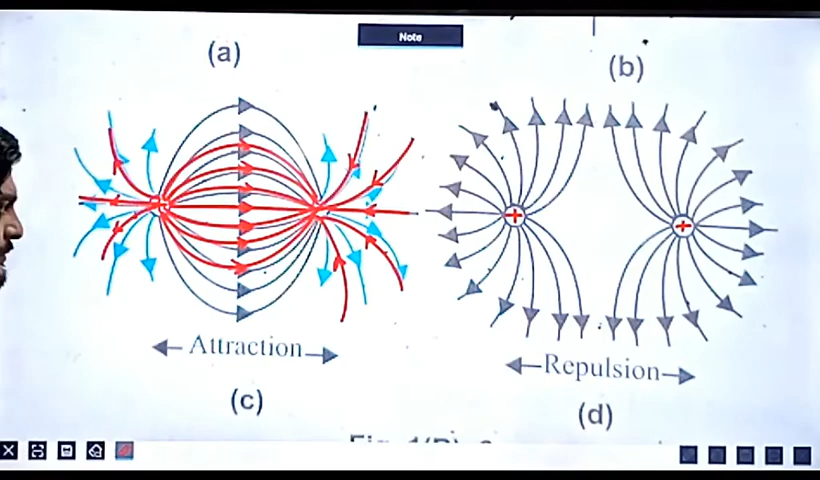 Note
(a)
(b)
+
+
Attraction
Repulsion
(c)
(d)